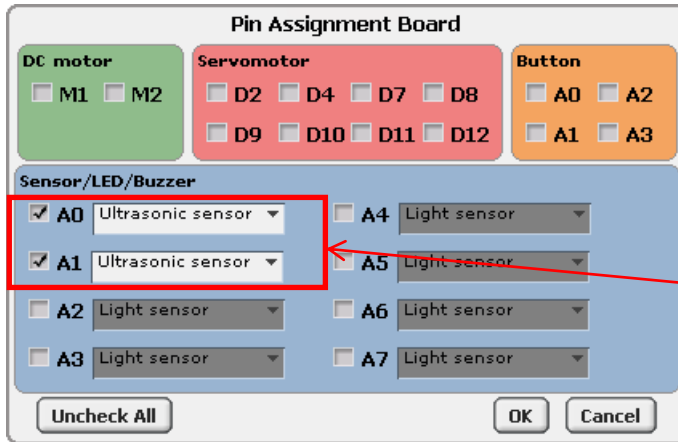 Pin Assignment Board
DC motor
M1 M2
Servomotor
D2 D4 D7 D8
D9 D10 D11 D12
Button
A0 A2
A1 A3
Sensor/LED/Buzzer
A0 Ultrasonic sensor
A1 Ultrasonic sensor
A2 Light sensor
A3 Light sensor
A4 Light sensor
A5 Light sensor
A6 Light sensor
A7 Light sensor
Uncheck All OK Cancel